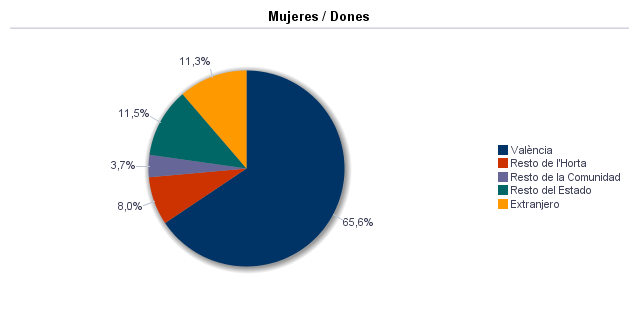 Mujeres / Dones
11,3%
11,5%
3,7%
8,0%
65,6%
València
Resto de l'Horta
Resto de la Comunidad
Resto del Estado
Extranjero